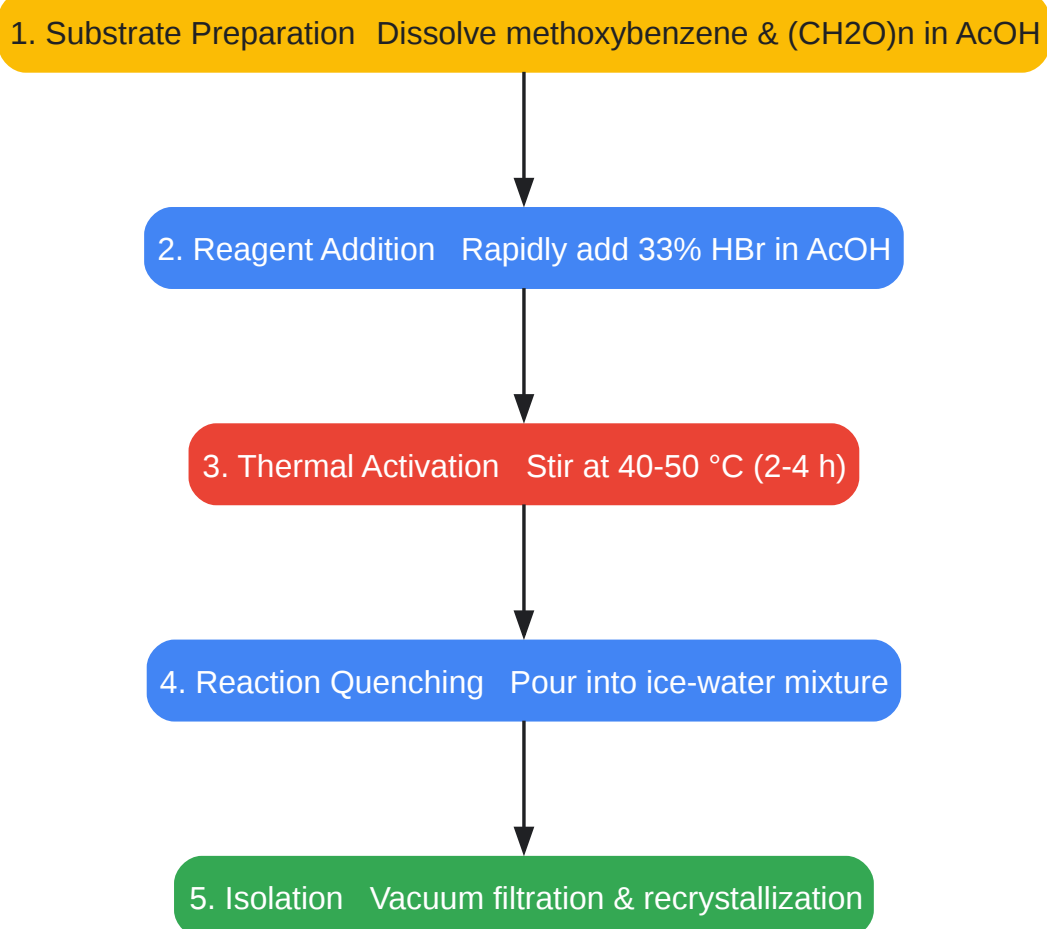 1. Substrate Preparation Dissolve methoxybenzene & (CH2O)n in AcOH
2. Reagent Addition Rapidly add 33% HBr in AcOH
3. Thermal Activation Stir at 40-50 °C (2-4 h)
4. Reaction Quenching Pour into ice-water mixture
5. Isolation Vacuum filtration & recrystallization